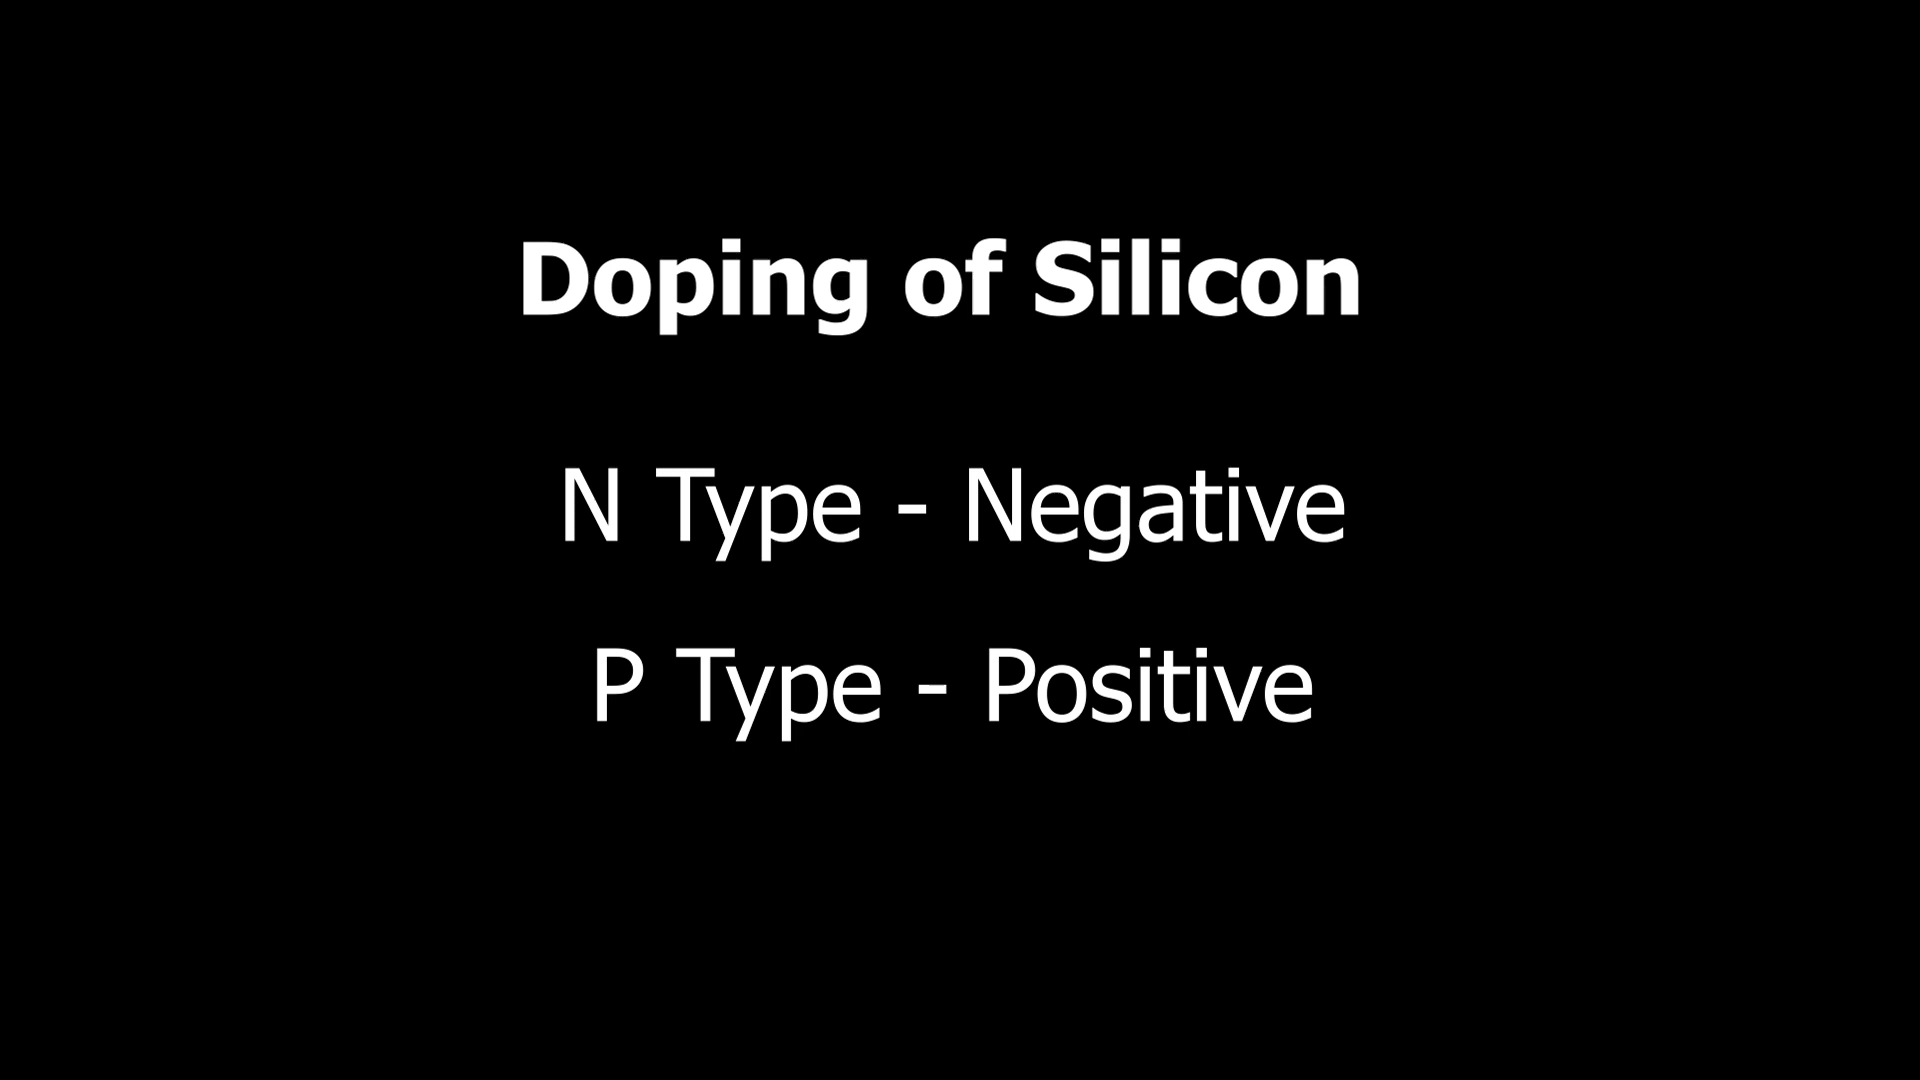 Doping of Silicon
N Type - Negative
P Type - Positive